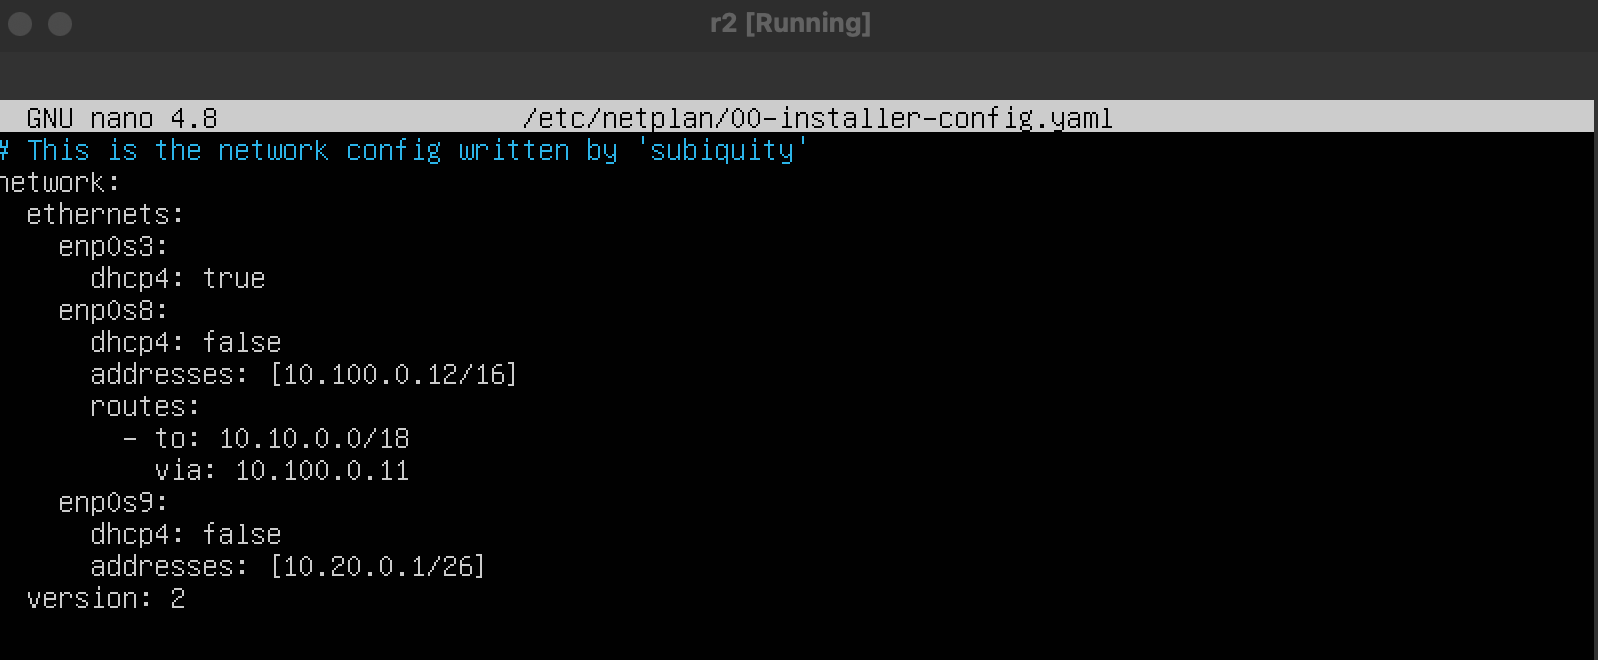 r2 [Running]
GNU nano 4.8 /etc/netplan/00-installer-config.yaml
# This is the network config written by 'subiquity'
network:
  ethernets:
    enp0s3:
      dhcp4: true
    enp0s8:
      dhcp4: false
      addresses: [10.100.0.12/16]
      routes:
        - to: 10.10.0.0/18
          via: 10.100.0.11
    enp0s9:
      dhcp4: false
      addresses: [10.20.0.1/26]
  version: 2